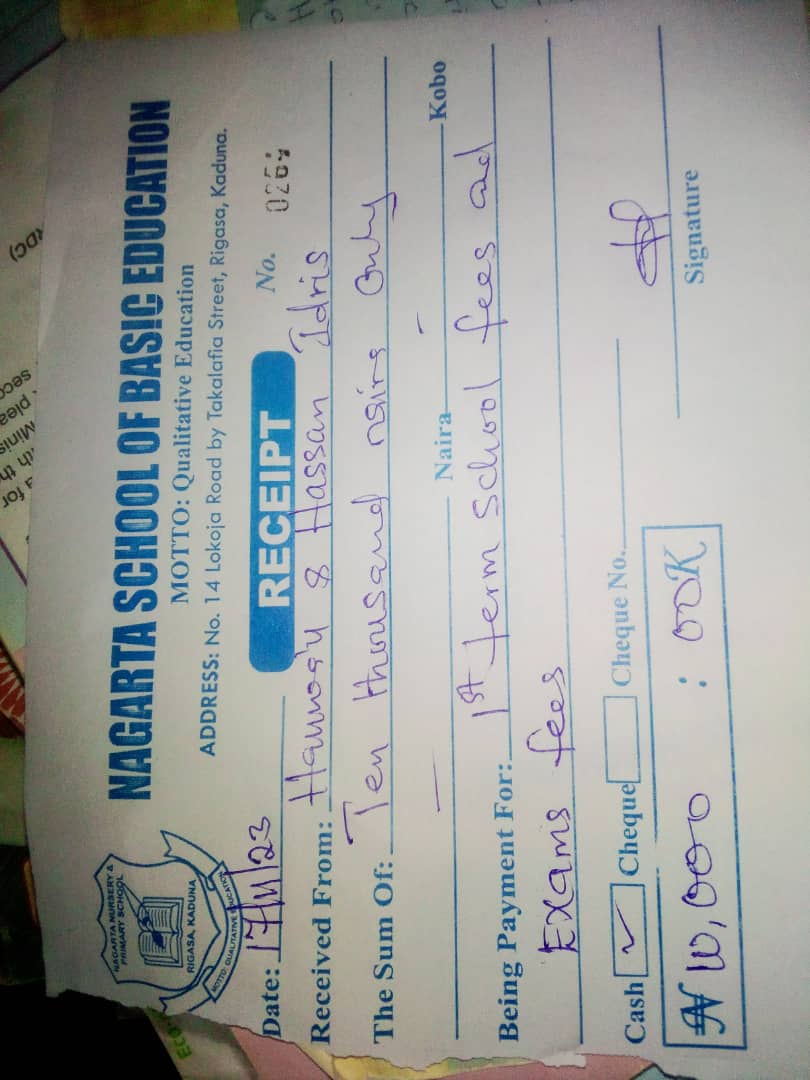 NAGARTA SCHOOL OF BASIC EDUCATION
MOTTO: Qualitative Education
ADDRESS: No. 14 Lokoja Road by Takalafia Street, Rigasa, Kaduna.
NAGARTA NURSERY &
PRIMARY SCHOOL
RIGASA, KADUNA
MOTTO: QUALITATIVE EDUCATION
Date: 17/11/23 RECEIPT No.
Received From: & Hassan Idris
The Sum Of: Ten thousand naira only
Naira Kobo
Being Payment For: 1st term School fees and
Exams fees
Cash ✓ Cheque Cheque No.
₦ 10,000 : 00 K
Signature